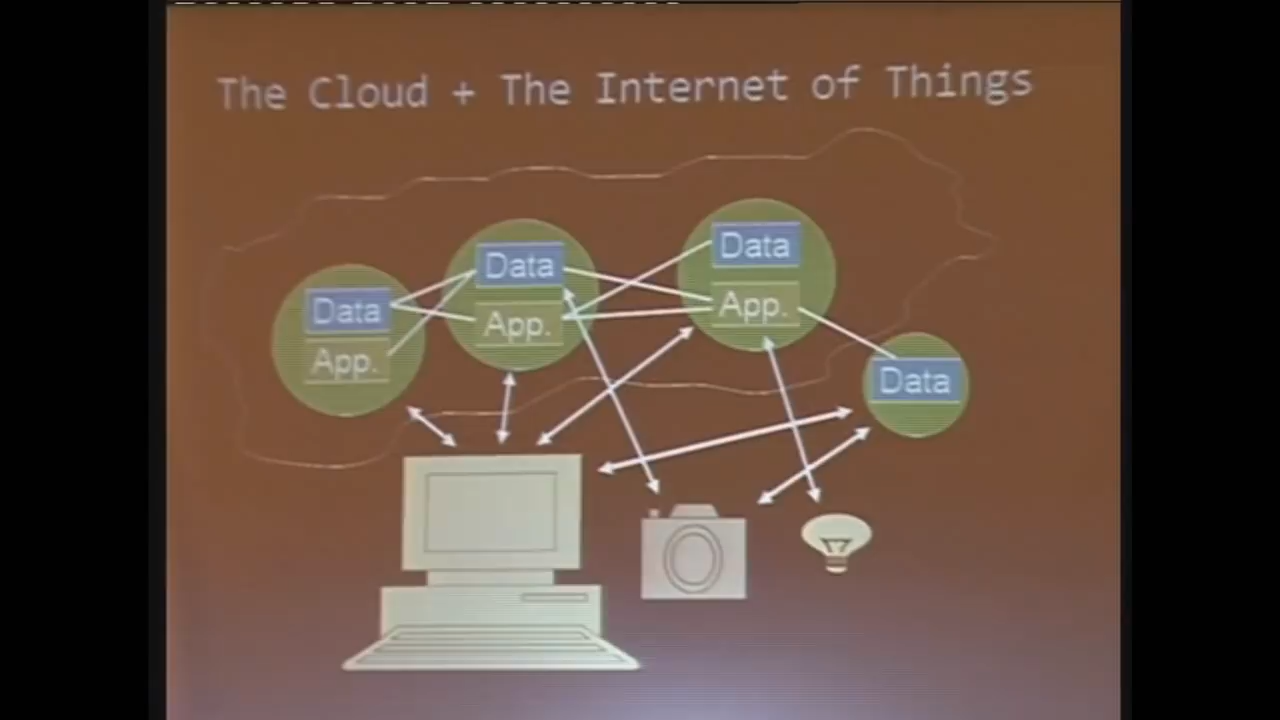 The Cloud + The Internet of Things
Data
App.
Data
App.
Data
App.
Data